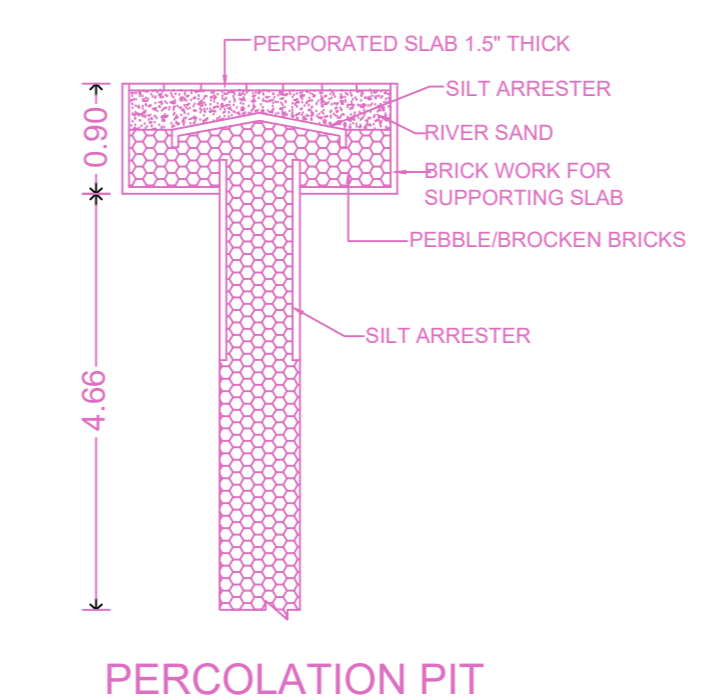 PERPORATED SLAB 1.5" THICK
SILT ARRESTER
RIVER SAND
BRICK WORK FOR
SUPPORTING SLAB
PEBBLE/BROCKEN BRICKS
SILT ARRESTER
0.90
4.66
PERCOLATION PIT